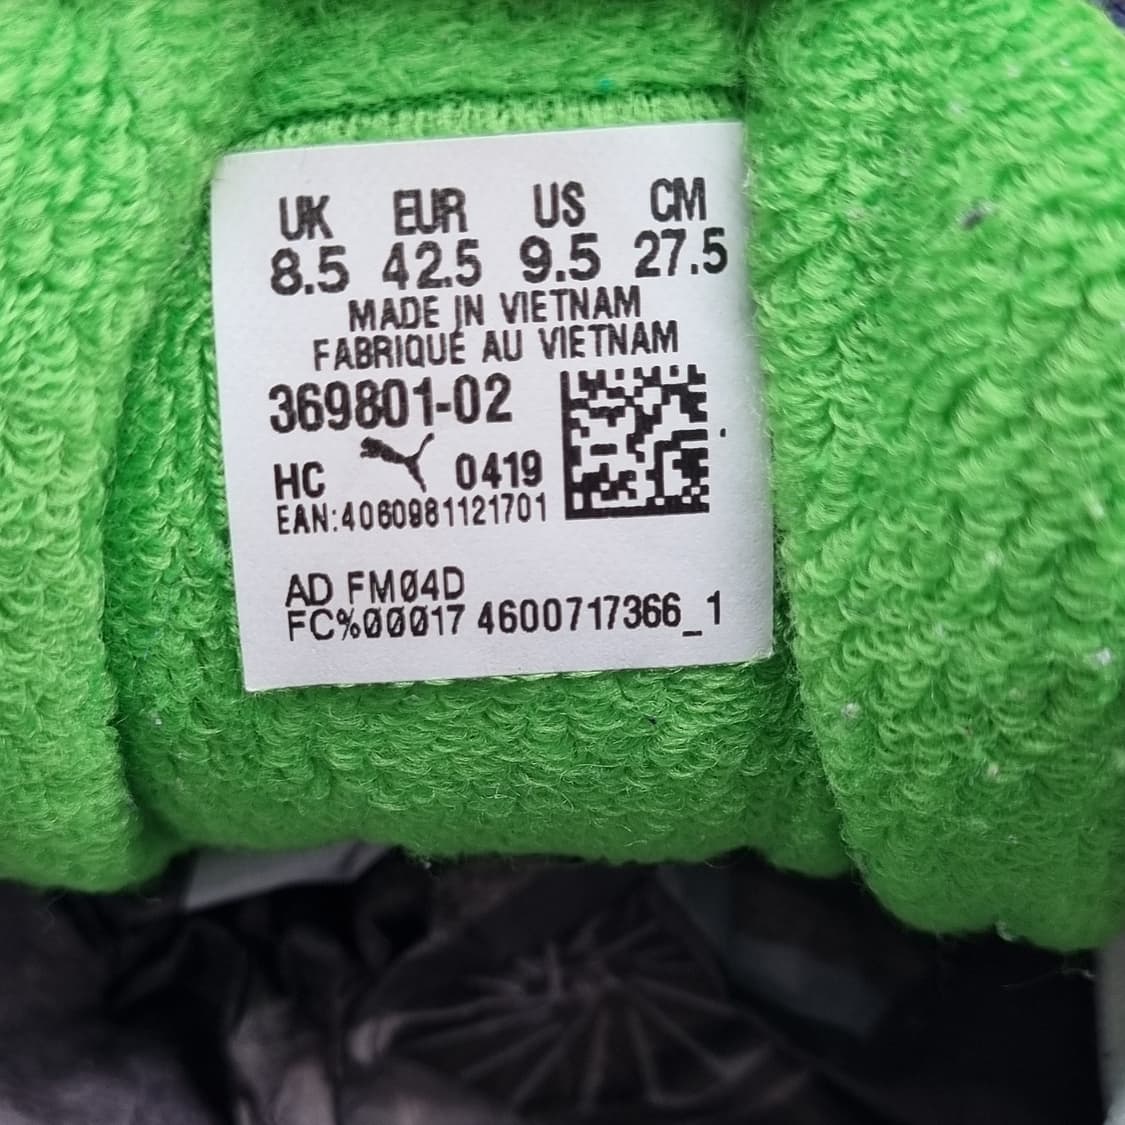 UK EUR US CM
8.5 42.5 9.5 27.5
MADE IN VIETNAM
FABRIQUÉ AU VIETNAM
369801-02
HC 0419
EAN:4060981121701
AD FM04D
FC%00017 4600717366_1